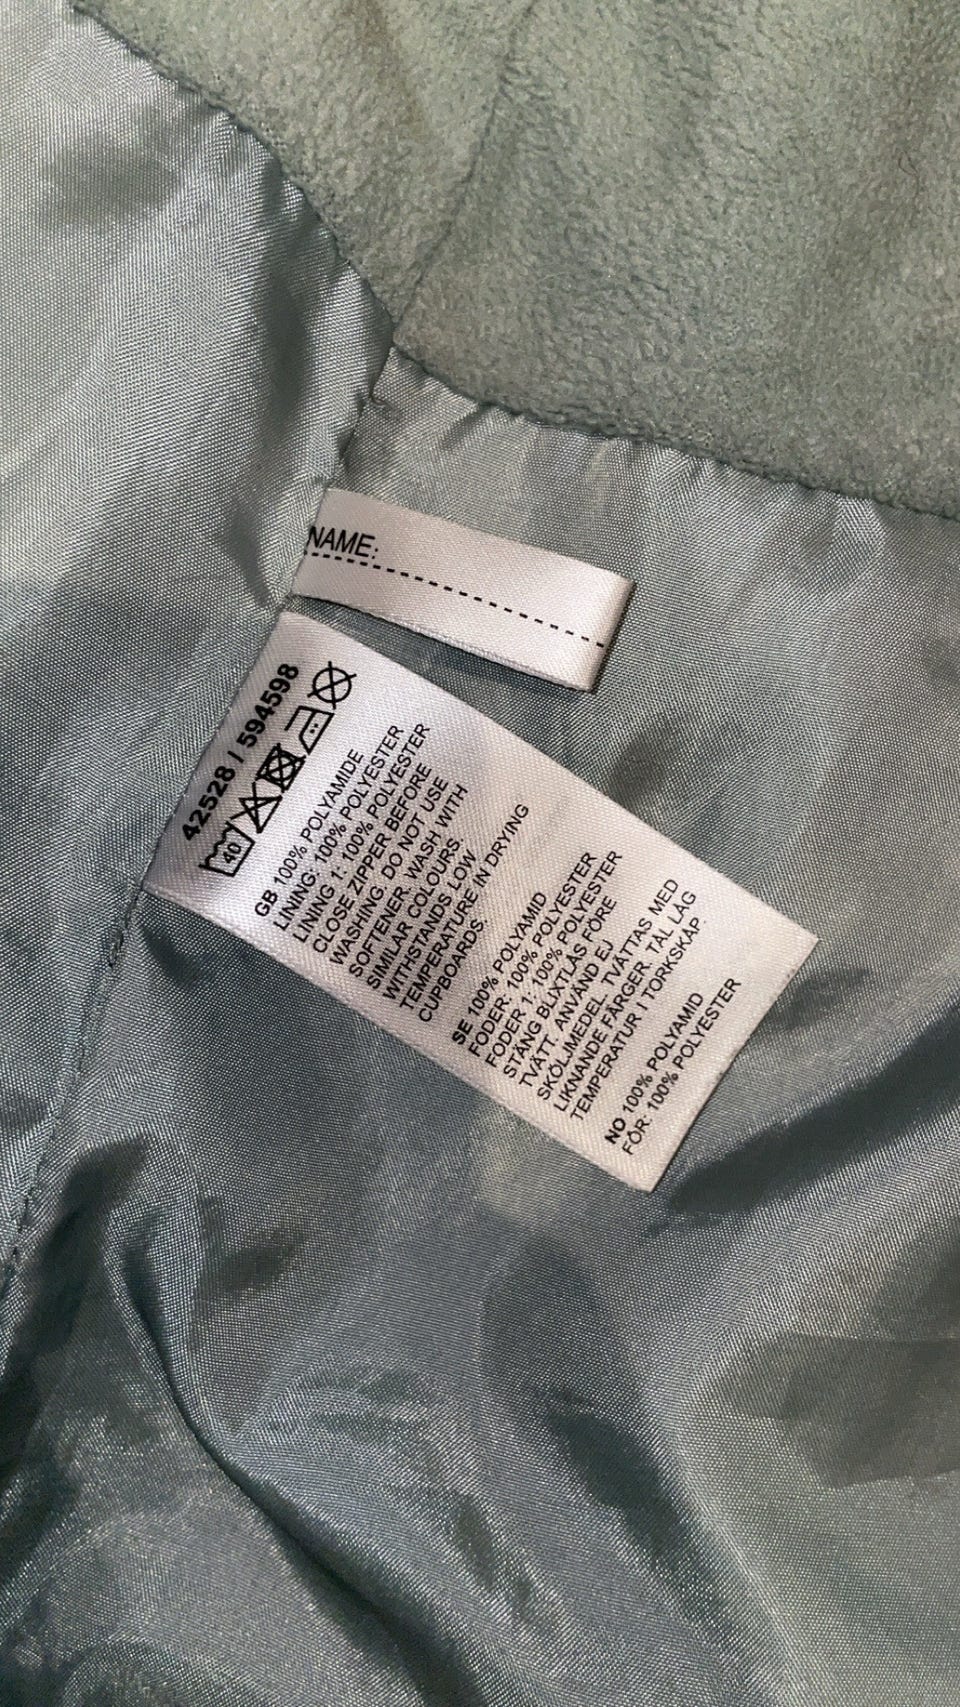 NAME:
42528 / 594598
40
GB 100% POLYAMIDE
LINING: 100% POLYESTER
LINING 1: 100% POLYESTER
CLOSE ZIPPER BEFORE
WASHING. DO NOT USE
SOFTENER. WASH WITH
SIMILAR COLOURS.
WITHSTANDS LOW
TEMPERATURE IN DRYING
CUPBOARDS.
SE 100% POLYAMID
FODER: 100% POLYESTER
FODER 1: 100% POLYESTER
STÄNG BLIXTLÅS FÖRE
TVÄTT. ANVÄND EJ
SKÖLJMEDEL. TVÄTTAS MED
LIKNANDE FÄRGER. TÅL LÅG
TEMPERATUR I TORKSKÅP.
NO 100% POLYAMID
FÔR: 100% POLYESTER